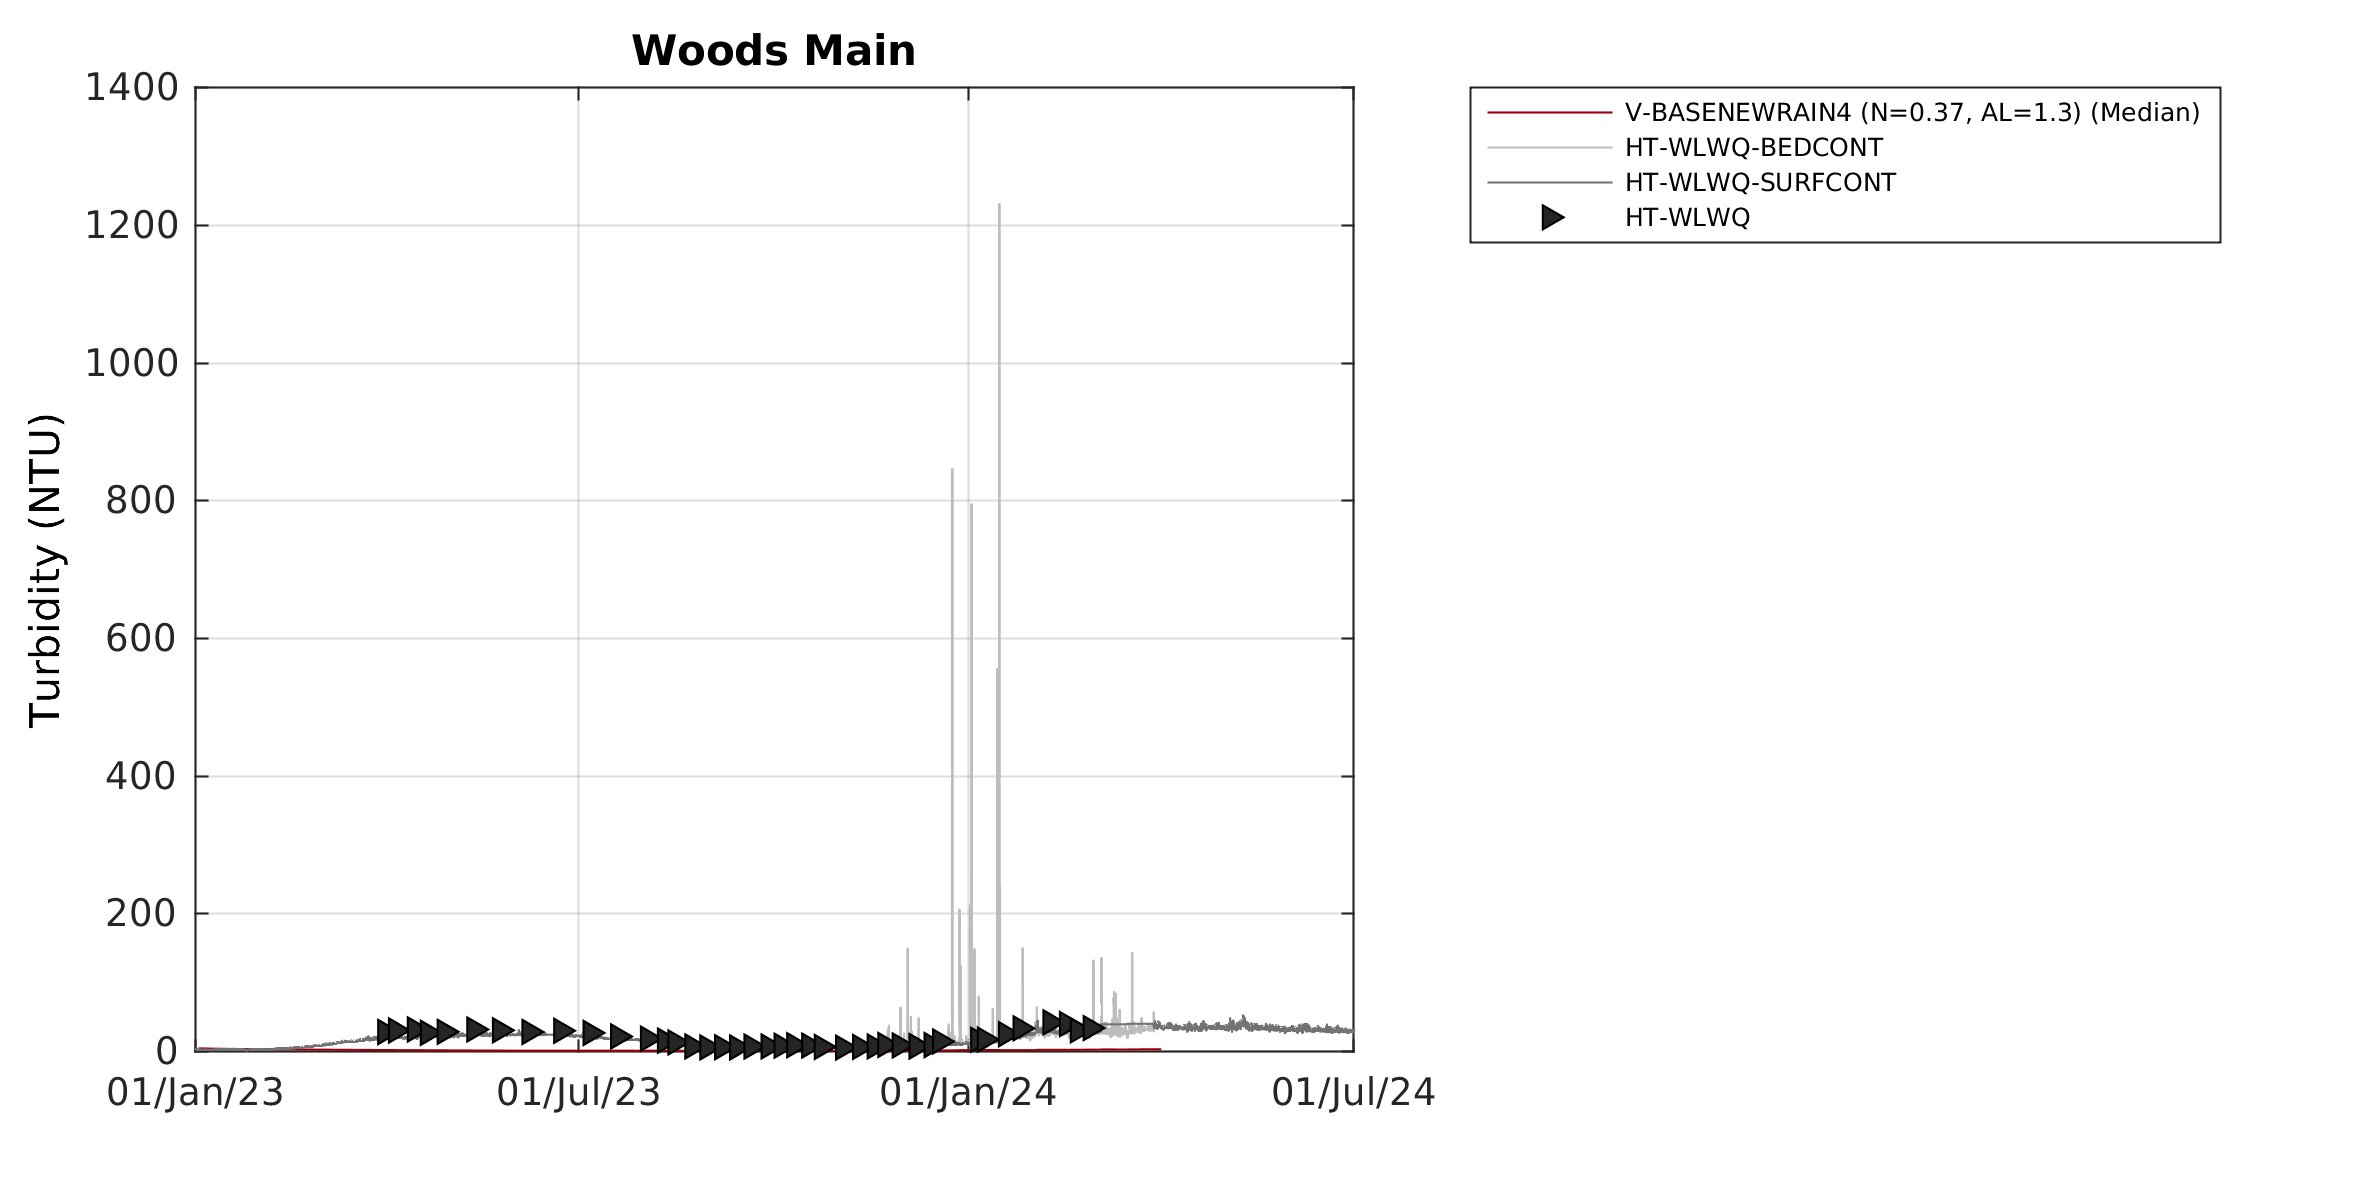 Woods Main
1400
1200
1000
800
600
400
200
0
Turbidity (NTU)
01/Jan/23
01/Jul/23
01/Jan/24
01/Jul/24
V-BASENEWRAIN4 (N=0.37, AL=1.3) (Median)
HT-WLWQ-BEDCONT
HT-WLWQ-SURFCONT
HT-WLWQ